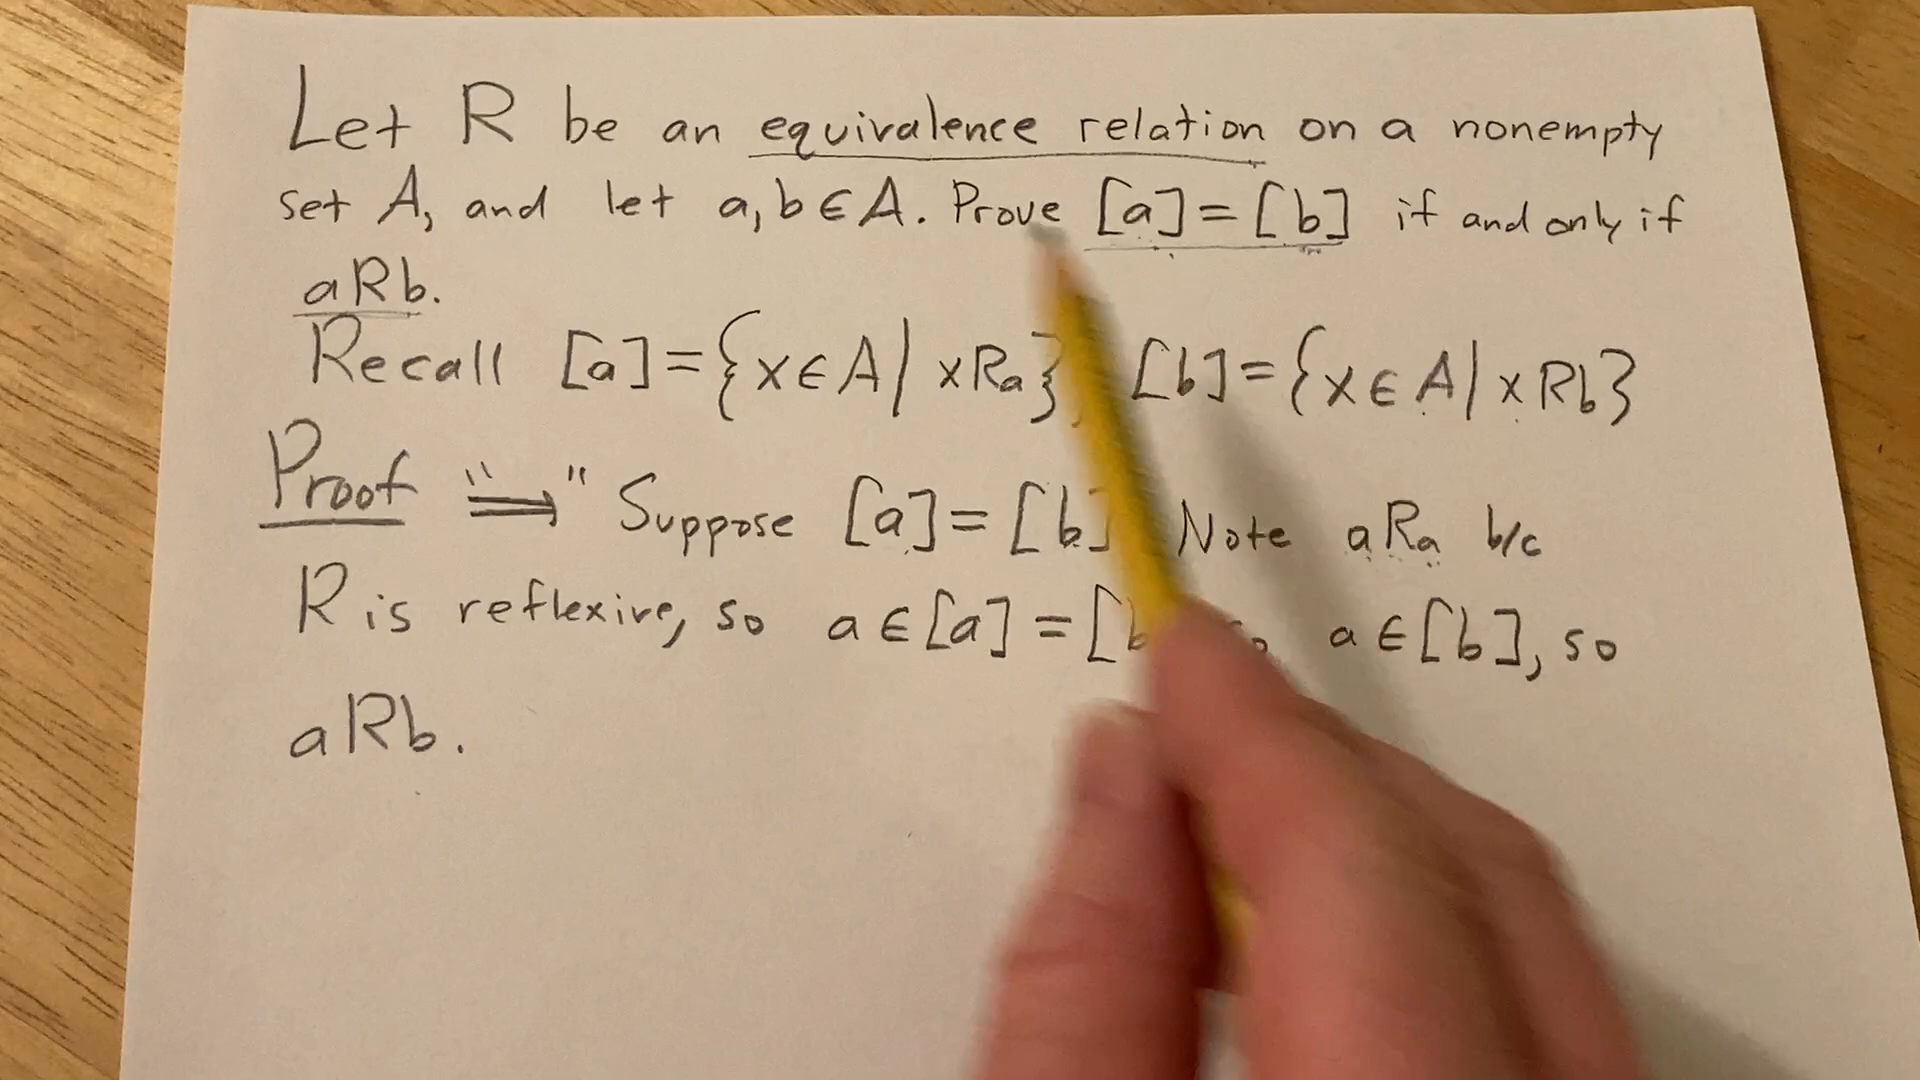 Let R be an equivalence relation on a nonempty
set A, and let a,b∈A. Prove [a]=[b] if and only if
aRb.
Recall [a]={x∈A| xRa}, [b]={x∈A| xRb}
Proof "⟹" Suppose [a]=[b] Note aRa b/c
R is reflexive, so a∈[a]=[b so a∈[b], so
aRb.